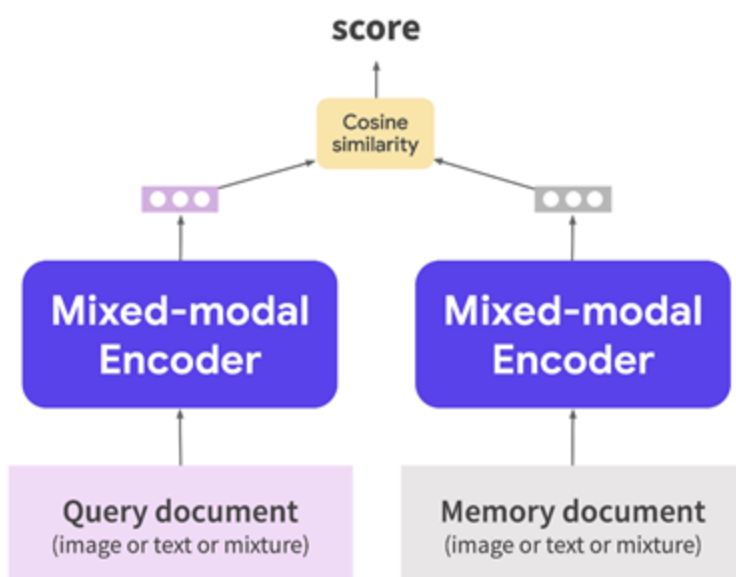 score
Cosine
similarity
Mixed-modal
Encoder
Mixed-modal
Encoder
Query document
(image or text or mixture)
Memory document
(image or text or mixture)